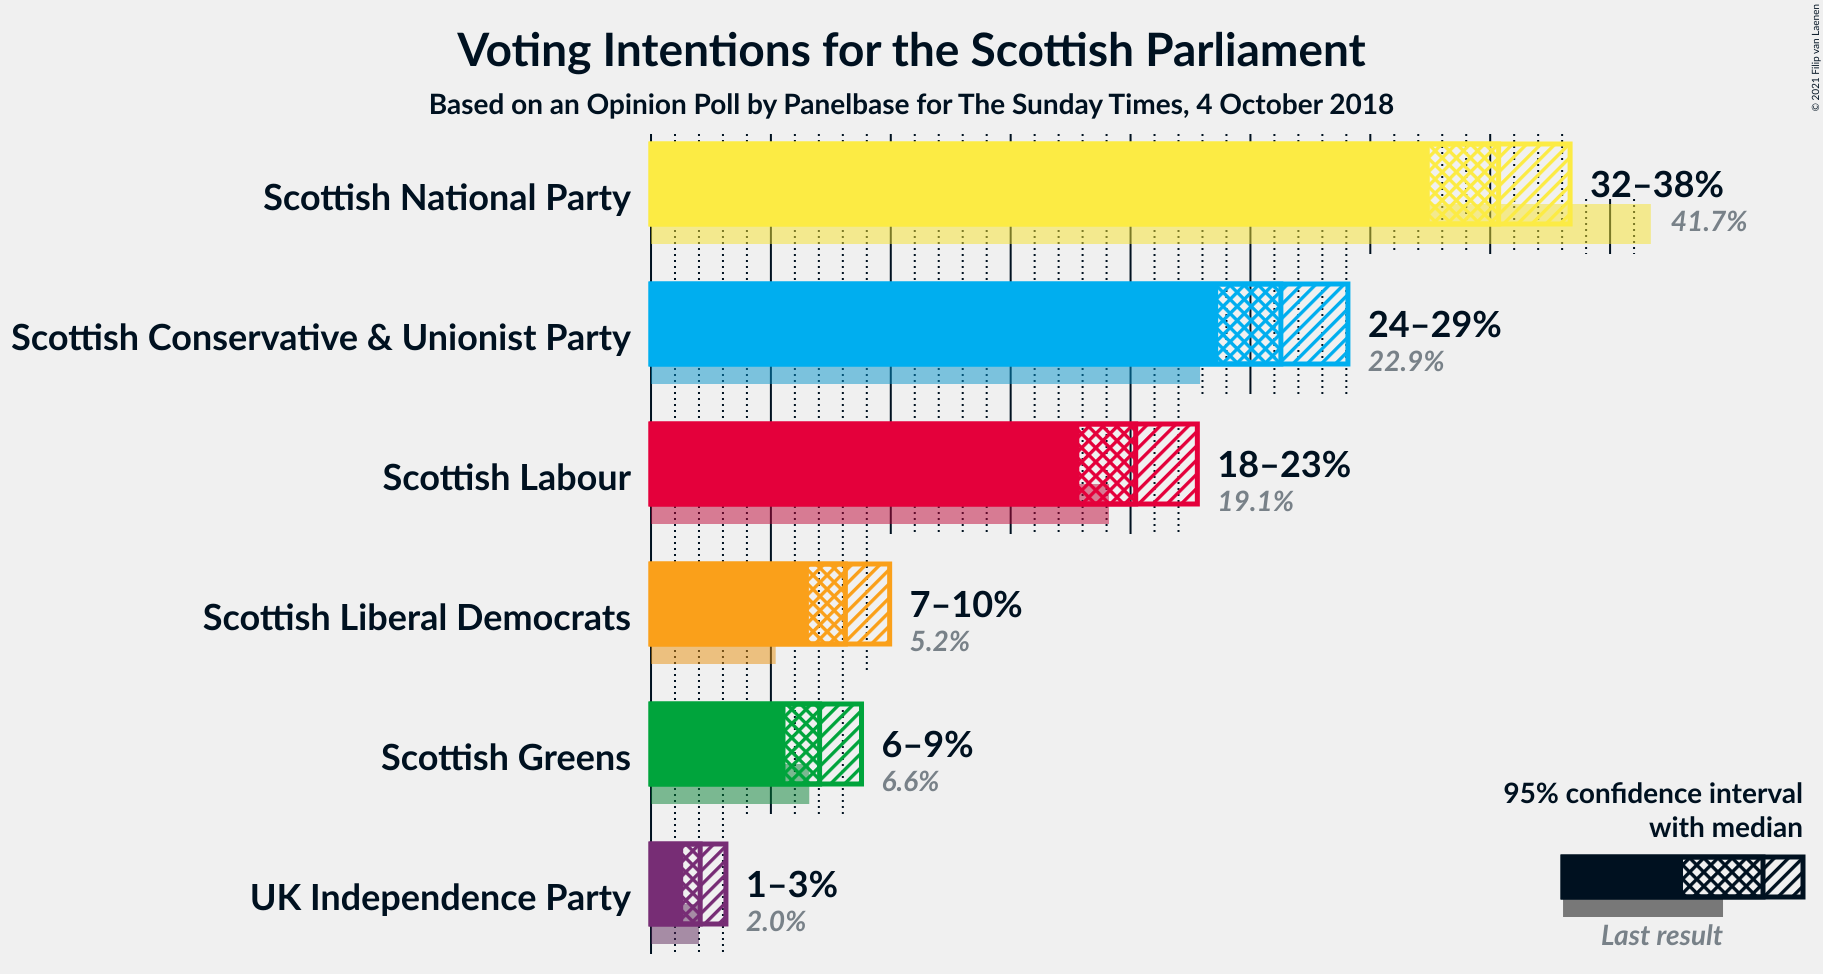 Voting Intentions for the Scottish Parliament
Based on an Opinion Poll by Panelbase for The Sunday Times, 4 October 2018
© 2021 Filip van Laenen
Scottish National Party
32–38%
41.7%
Scottish Conservative & Unionist Party
24–29%
22.9%
Scottish Labour
18–23%
19.1%
Scottish Liberal Democrats
7–10%
5.2%
Scottish Greens
6–9%
6.6%
UK Independence Party
1–3%
2.0%
95% confidence interval
with median
Last result